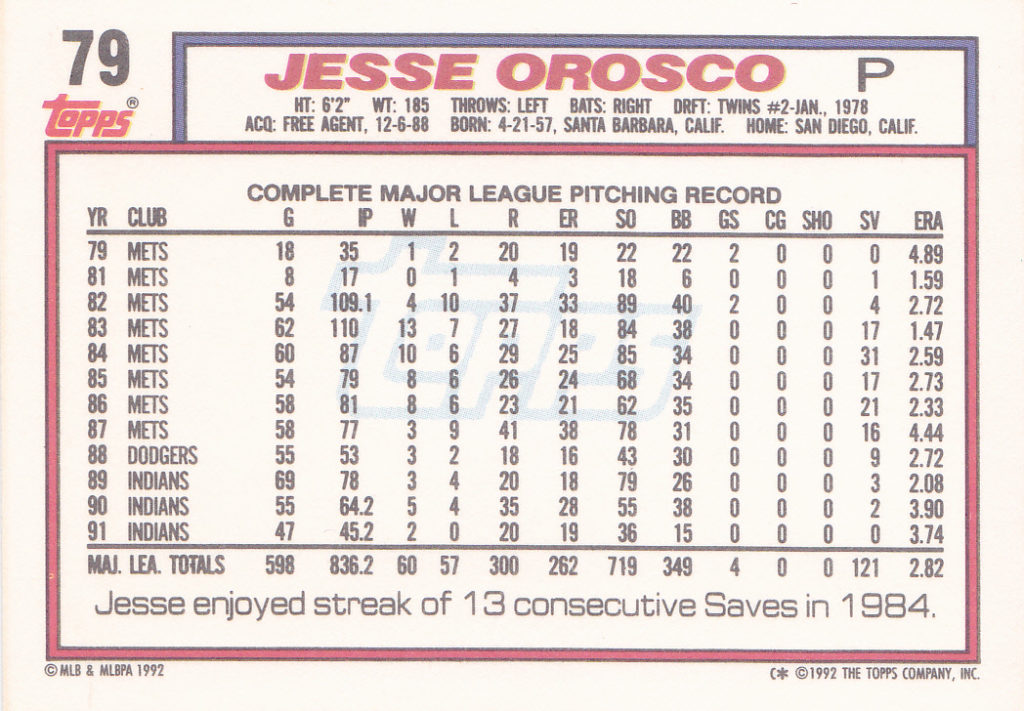 79
topps®
JESSE OROSCO P
HT: 6'2" WT: 185 THROWS: LEFT BATS: RIGHT DRFT: TWINS #2-JAN., 1978
ACQ: FREE AGENT, 12-6-88 BORN: 4-21-57, SANTA BARBARA, CALIF. HOME: SAN DIEGO, CALIF.
topps
COMPLETE MAJOR LEAGUE PITCHING RECORD
YR CLUB G IP W L R ER SO BB GS CG SHO SV ERA
79 METS 18 35 1 2 20 19 22 22 2 0 0 0 4.89
81 METS 8 17 0 1 4 3 18 6 0 0 0 1 1.59
82 METS 54 109.1 4 10 37 33 89 40 2 0 0 4 2.72
83 METS 62 110 13 7 27 18 84 38 0 0 0 17 1.47
84 METS 60 87 10 6 29 25 85 34 0 0 0 31 2.59
85 METS 54 79 8 6 26 24 68 34 0 0 0 17 2.73
86 METS 58 81 8 6 23 21 62 35 0 0 0 21 2.33
87 METS 58 77 3 9 41 38 78 31 0 0 0 16 4.44
88 DODGERS 55 53 3 2 18 16 43 30 0 0 0 9 2.72
89 INDIANS 69 78 3 4 20 18 79 26 0 0 0 3 2.08
90 INDIANS 55 64.2 5 4 35 28 55 38 0 0 0 2 3.90
91 INDIANS 47 45.2 2 0 20 19 36 15 0 0 0 0 3.74
MAJ. LEA. TOTALS 598 836.2 60 57 300 262 719 349 4 0 0 121 2.82
Jesse enjoyed streak of 13 consecutive Saves in 1984.
© MLB & MLBPA 1992
C* ©1992 THE TOPPS COMPANY, INC.